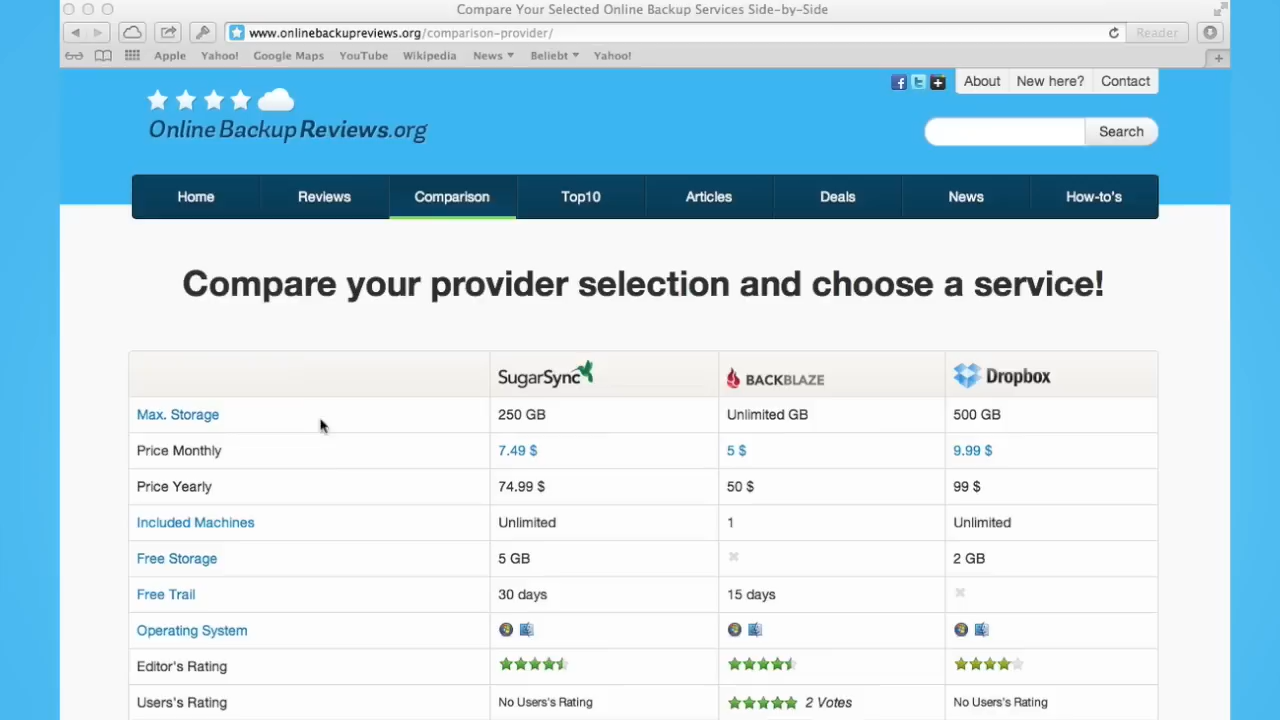 Compare Your Selected Online Backup Services Side-by-Side
www.onlinebackupreviews.org/comparison-provider/ Reader
Apple Yahoo! Google Maps YouTube Wikipedia News Beliebt Yahoo!
About New here? Contact
OnlineBackupReviews.org
Search
Home Reviews Comparison Top10 Articles Deals News How-to's
Compare your provider selection and choose a service!
SugarSync BACKBLAZE Dropbox
Max. Storage 250 GB Unlimited GB 500 GB
Price Monthly 7.49 $ 5 $ 9.99 $
Price Yearly 74.99 $ 50 $ 99 $
Included Machines Unlimited 1 Unlimited
Free Storage 5 GB 2 GB
Free Trail 30 days 15 days
Operating System
Editor's Rating
Users's Rating No Users's Rating 2 Votes No Users's Rating